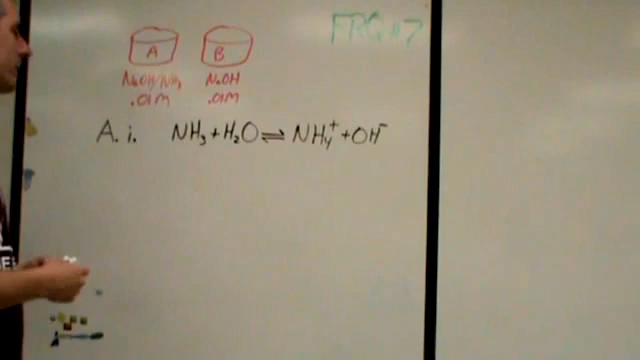 FRQ #7
A B
NaOH/NH₃ NaOH
.01M .01M
A. i. NH₃ + H₂O ⇌ NH₄⁺ + OH⁻